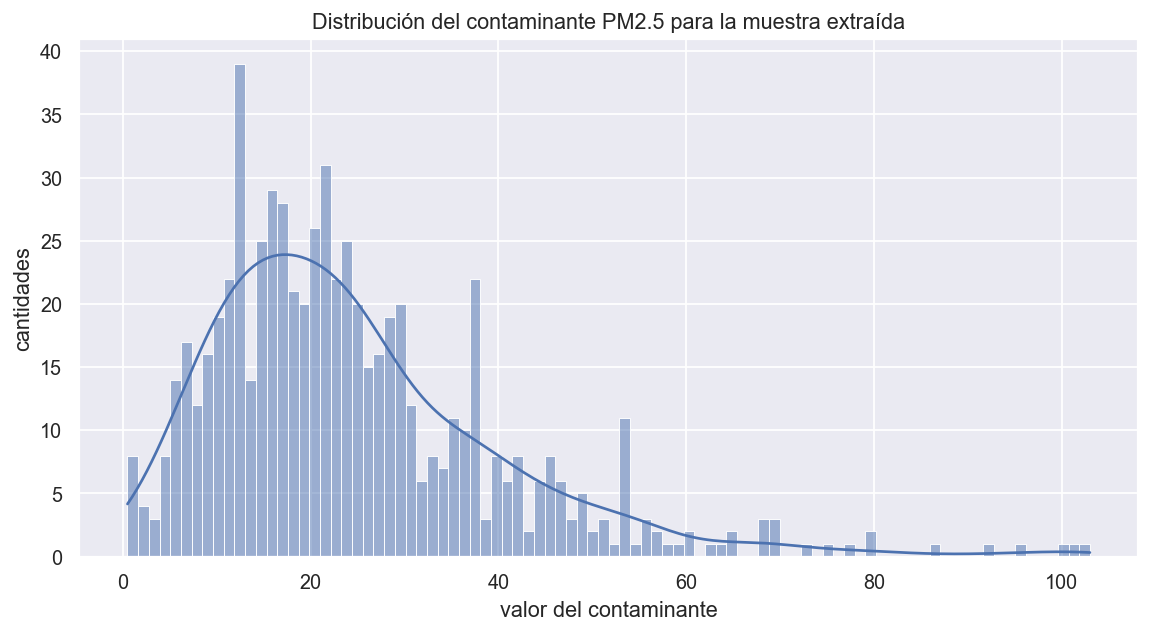 Distribución del contaminante PM2.5 para la muestra extraída
40
35
30
25
20
15
10
5
0
cantidades
0 20 40 60 80 100
valor del contaminante